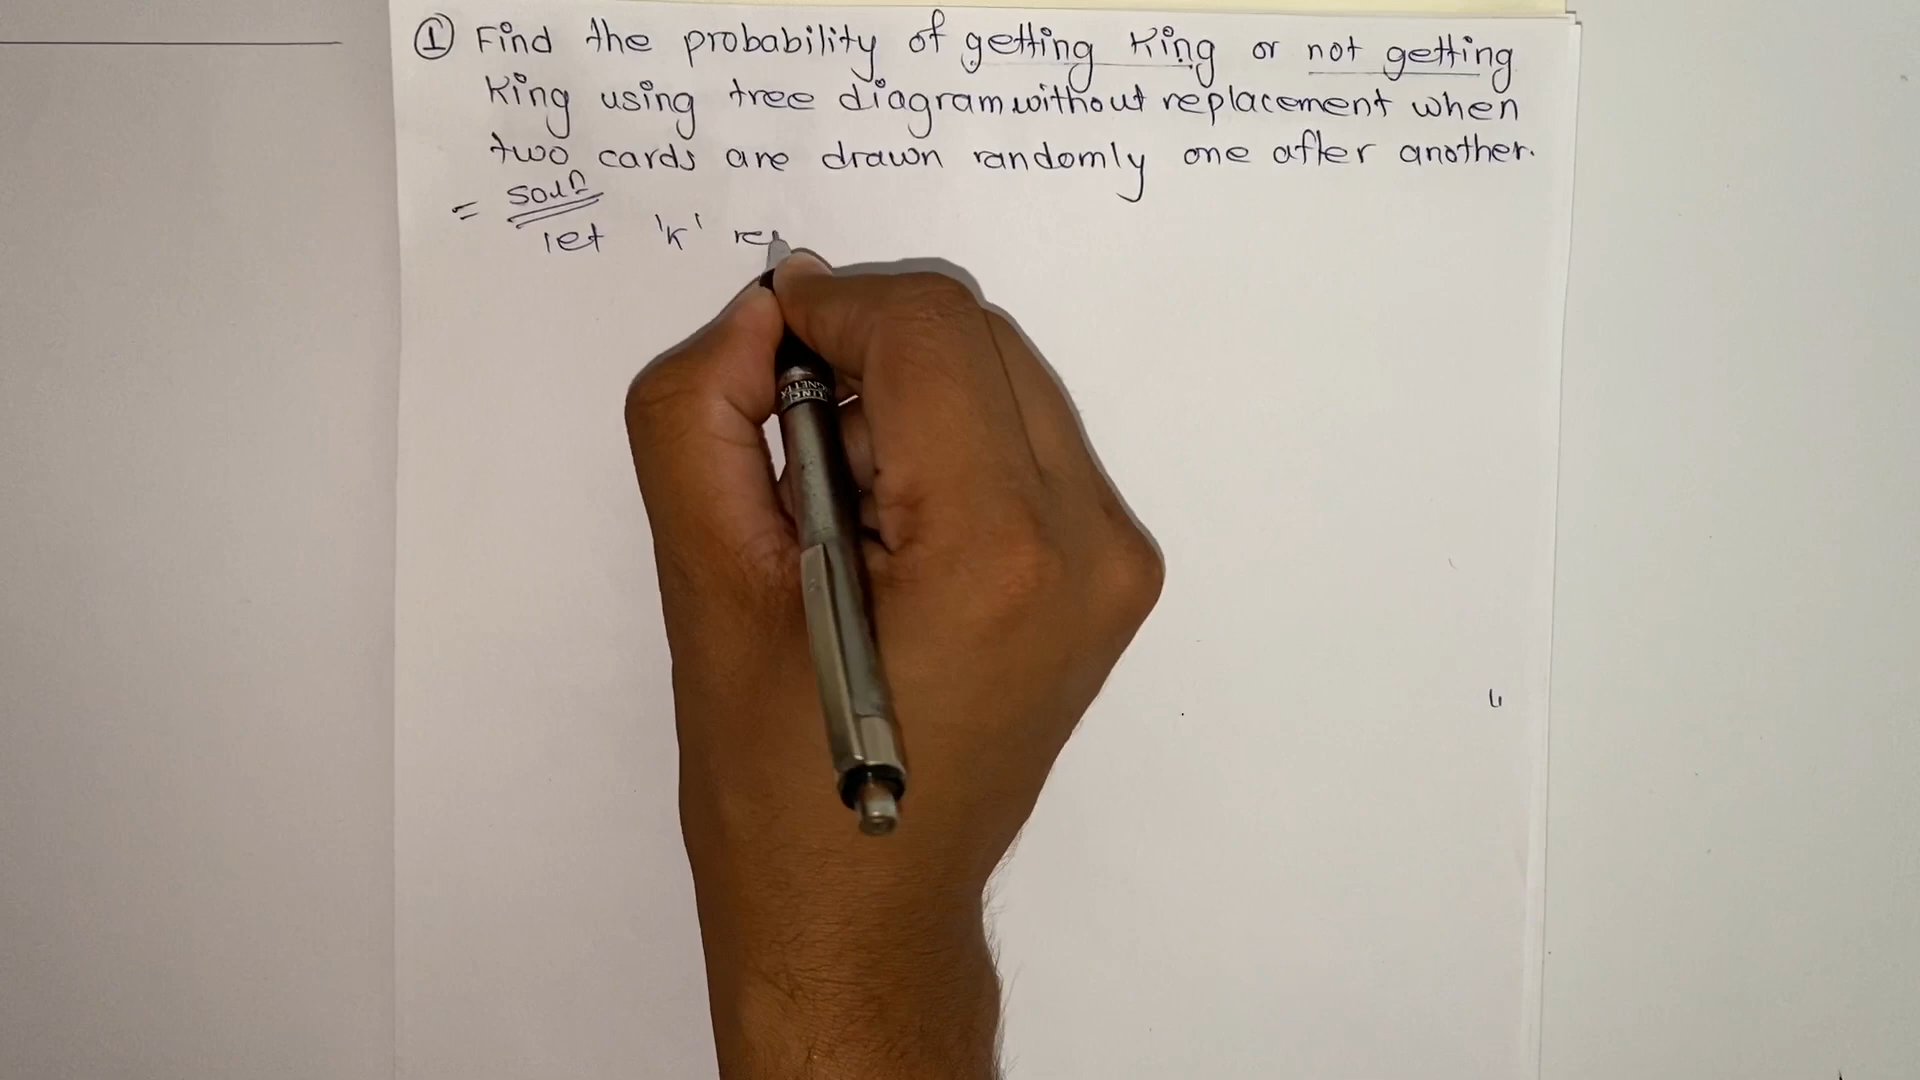 ① Find the probability of getting King or not getting
King using tree diagram without replacement when
two cards are drawn randomly one after another.
= Soln
let 'K' re